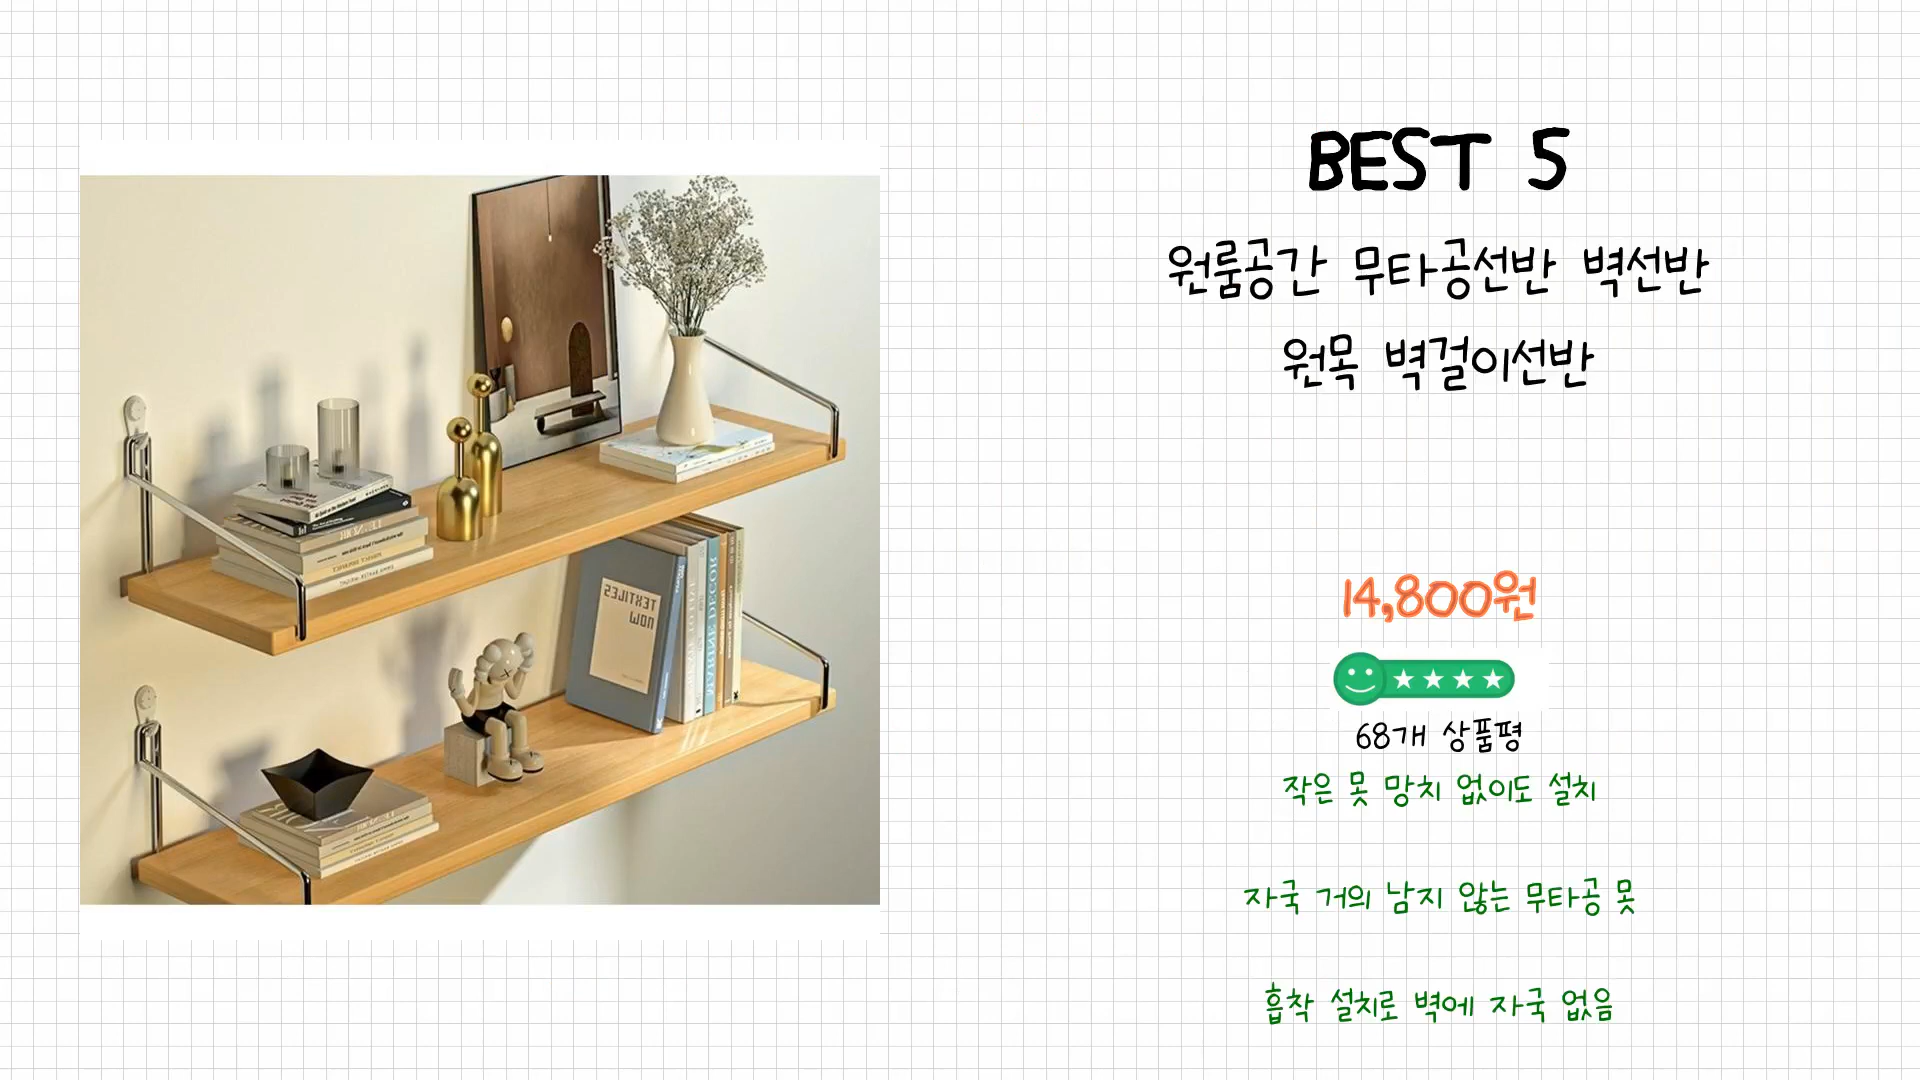 BEST 5
원룸공간 무타공선반 벽선반
원목 벽걸이선반
14,800원
68개 상품평
작은 못 망치 없이도 설치
자국 거의 남지 않는 무타공 못
흡착 설치로 벽에 자국 없음